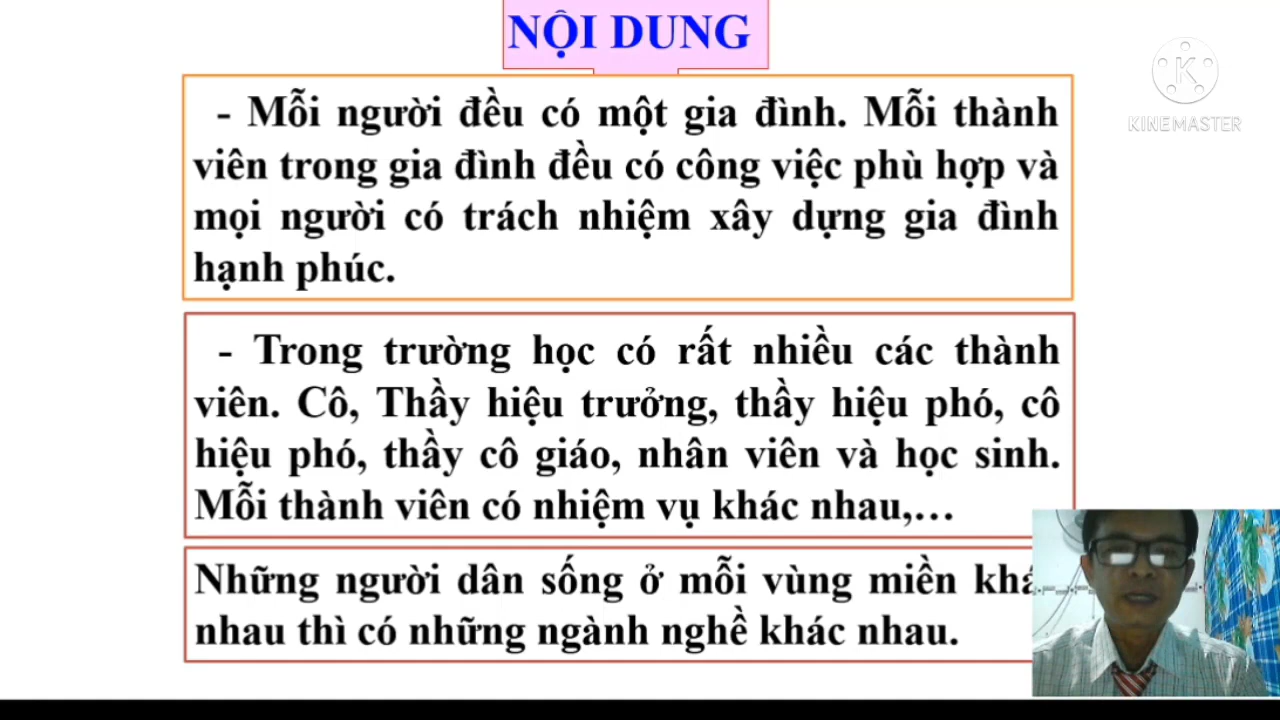 NỘI DUNG
- Mỗi người đều có một gia đình. Mỗi thành
viên trong gia đình đều có công việc phù hợp và
mọi người có trách nhiệm xây dựng gia đình
hạnh phúc.
- Trong trường học có rất nhiều các thành
viên. Cô, Thầy hiệu trưởng, thầy hiệu phó, cô
hiệu phó, thầy cô giáo, nhân viên và học sinh.
Mỗi thành viên có nhiệm vụ khác nhau,...
Những người dân sống ở mỗi vùng miền khá
nhau thì có những ngành nghề khác nhau.
K
KINEMASTER